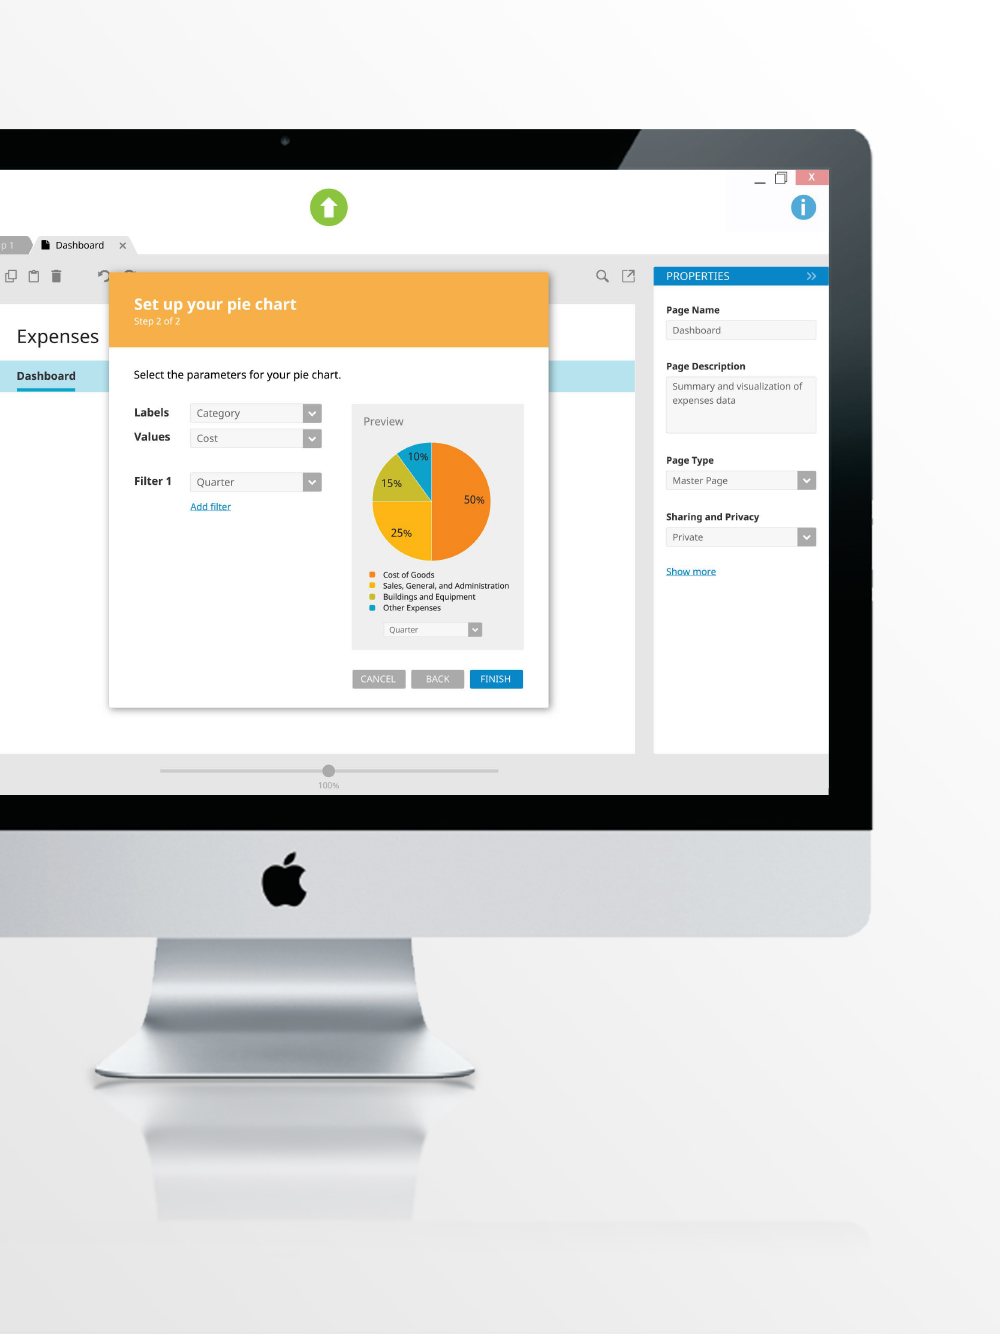 X
i
p 1
Dashboard
PROPERTIES
Set up your pie chart
Step 2 of 2
Expenses
Dashboard
Select the parameters for your pie chart.
Labels Category
Values Cost
Filter 1 Quarter
Add filter
Preview
10%
15%
50%
25%
Cost of Goods
Sales, General, and Administration
Buildings and Equipment
Other Expenses
Quarter
CANCEL BACK FINISH
Page Name
Dashboard
Page Description
Summary and visualization of
expenses data
Page Type
Master Page
Sharing and Privacy
Private
Show more
100%